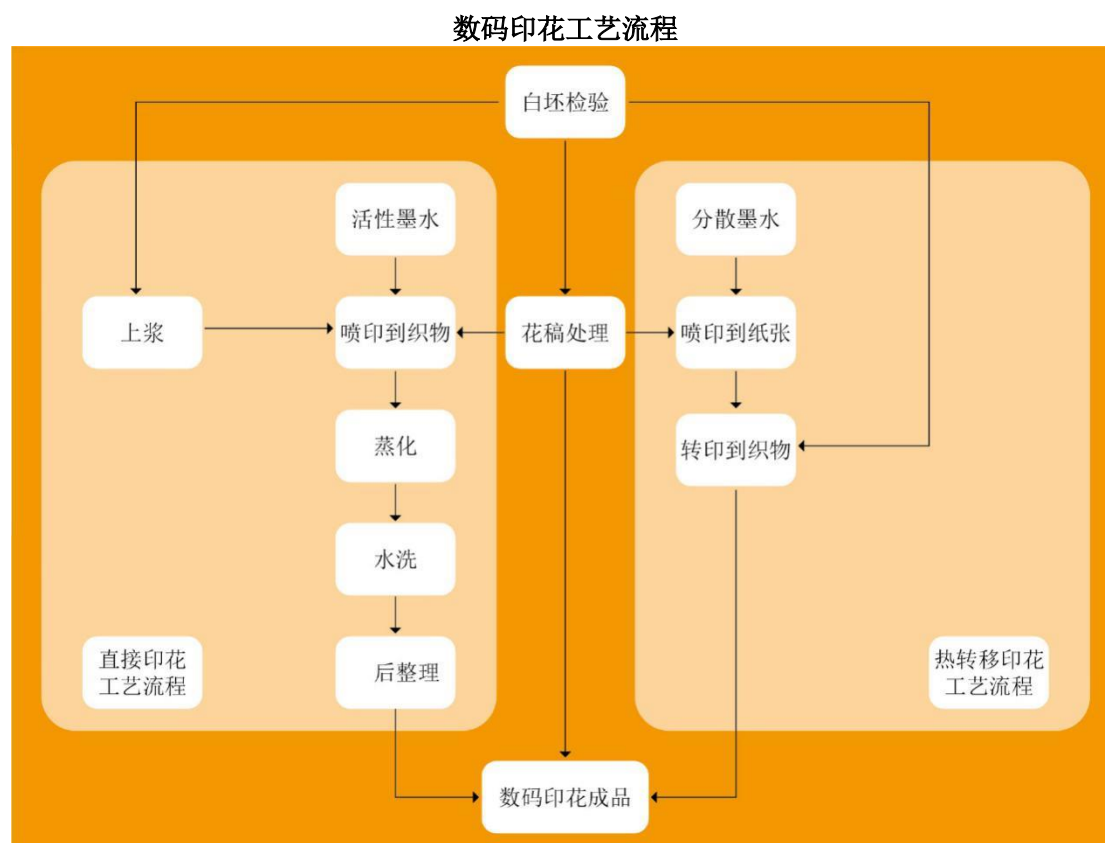 数码印花工艺流程
白坯检验
活性墨水
分散墨水
上浆
喷印到织物
花稿处理
喷印到纸张
蒸化
转印到织物
水洗
直接印花
工艺流程
后整理
热转移印花
工艺流程
数码印花成品